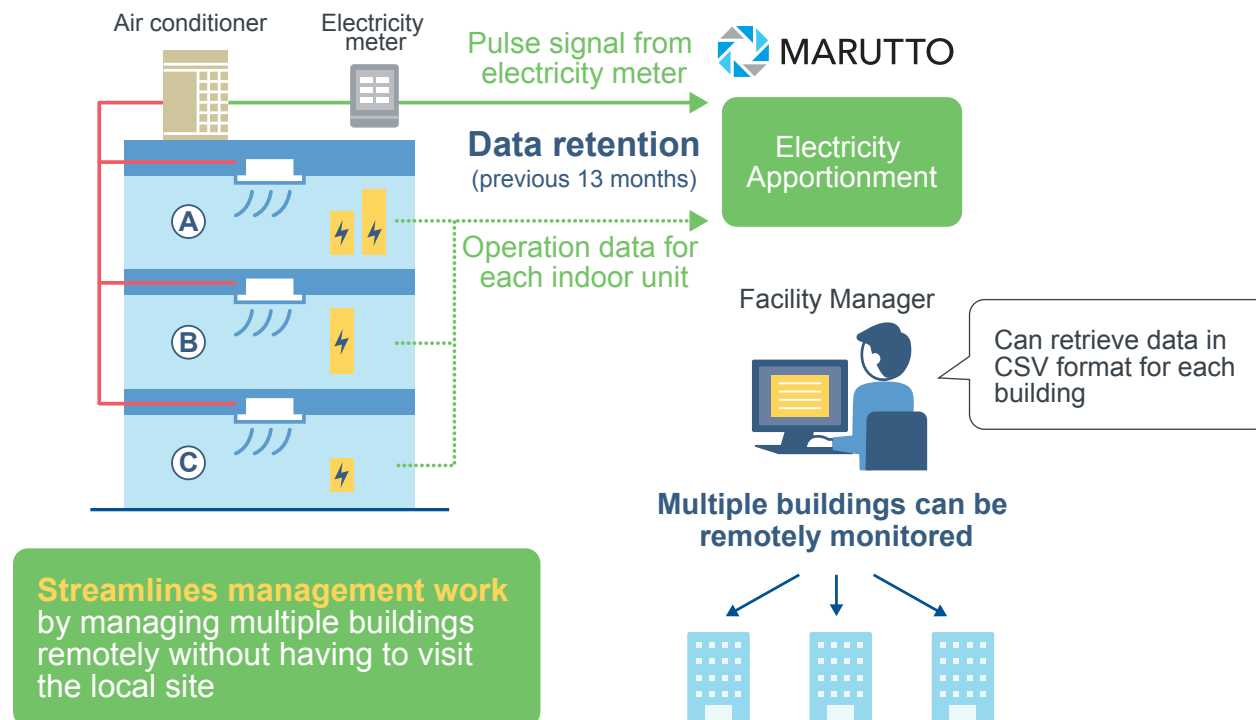 Air conditioner
Electricity
meter
Pulse signal from
electricity meter
MARUTTO
Data retention
(previous 13 months)
Electricity
Apportionment
A
Operation data for
each indoor unit
B
C
Facility Manager
Can retrieve data in
CSV format for each
building
Multiple buildings can be
remotely monitored
Streamlines management work
by managing multiple buildings
remotely without having to visit
the local site